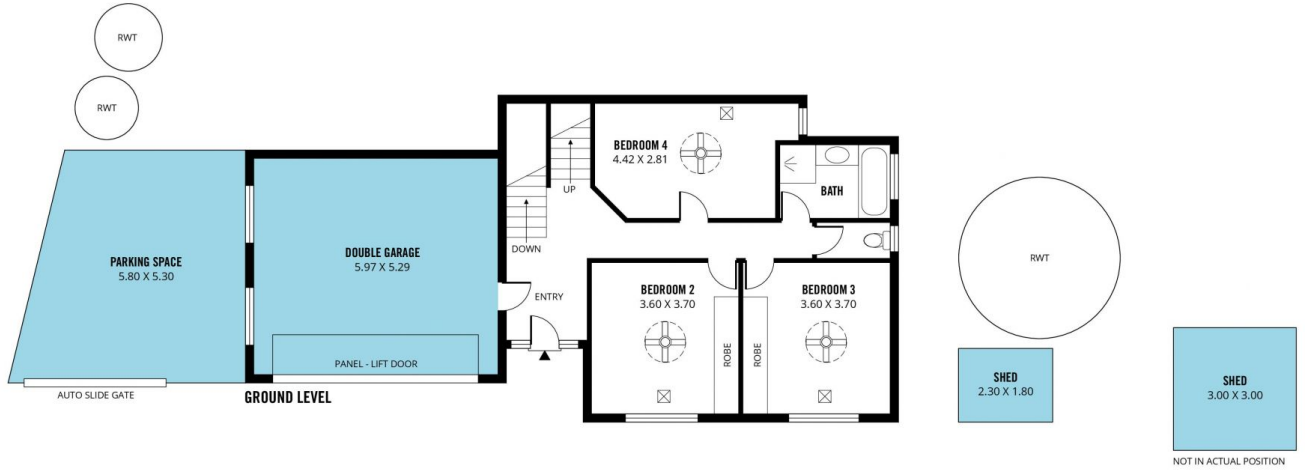 RWT
RWT
BEDROOM 4
4.42 X 2.81
BATH
UP
DOWN
PARKING SPACE
5.80 X 5.30
DOUBLE GARAGE
5.97 X 5.29
ENTRY
BEDROOM 2
3.60 X 3.70
BEDROOM 3
3.60 X 3.70
ROBE
ROBE
PANEL - LIFT DOOR
AUTO SLIDE GATE
GROUND LEVEL
RWT
SHED
2.30 X 1.80
SHED
3.00 X 3.00
NOT IN ACTUAL POSITION